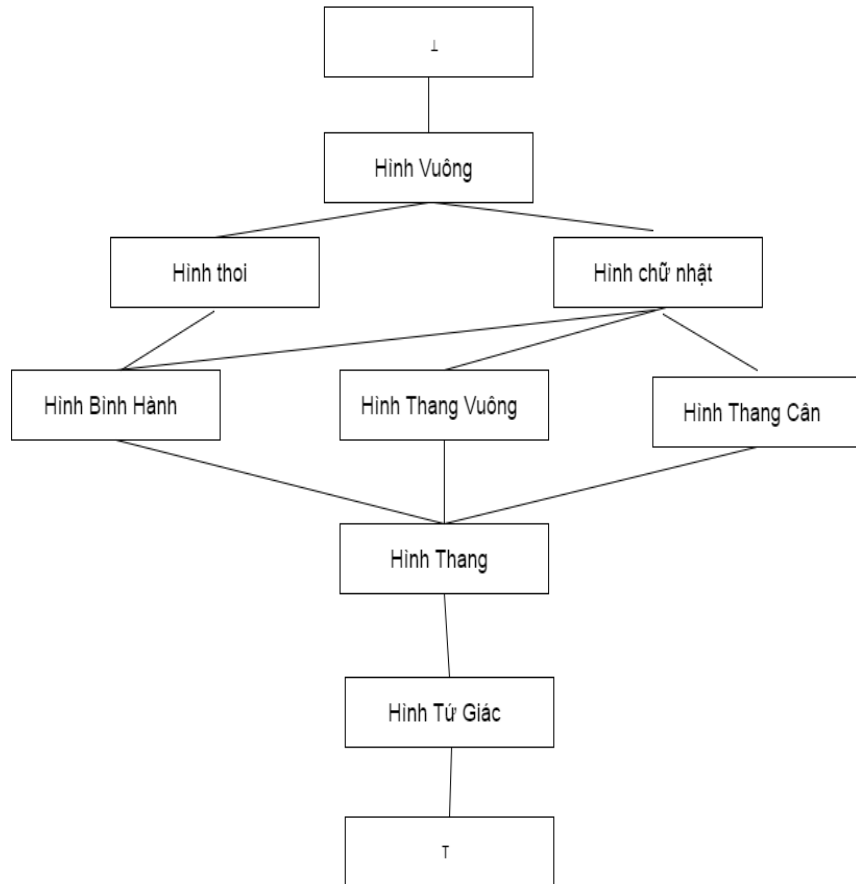 ⊥
Hình Vuông
Hình thoi
Hình chữ nhật
Hình Bình Hành
Hình Thang Vuông
Hình Thang Cân
Hình Thang
Hình Tứ Giác
T